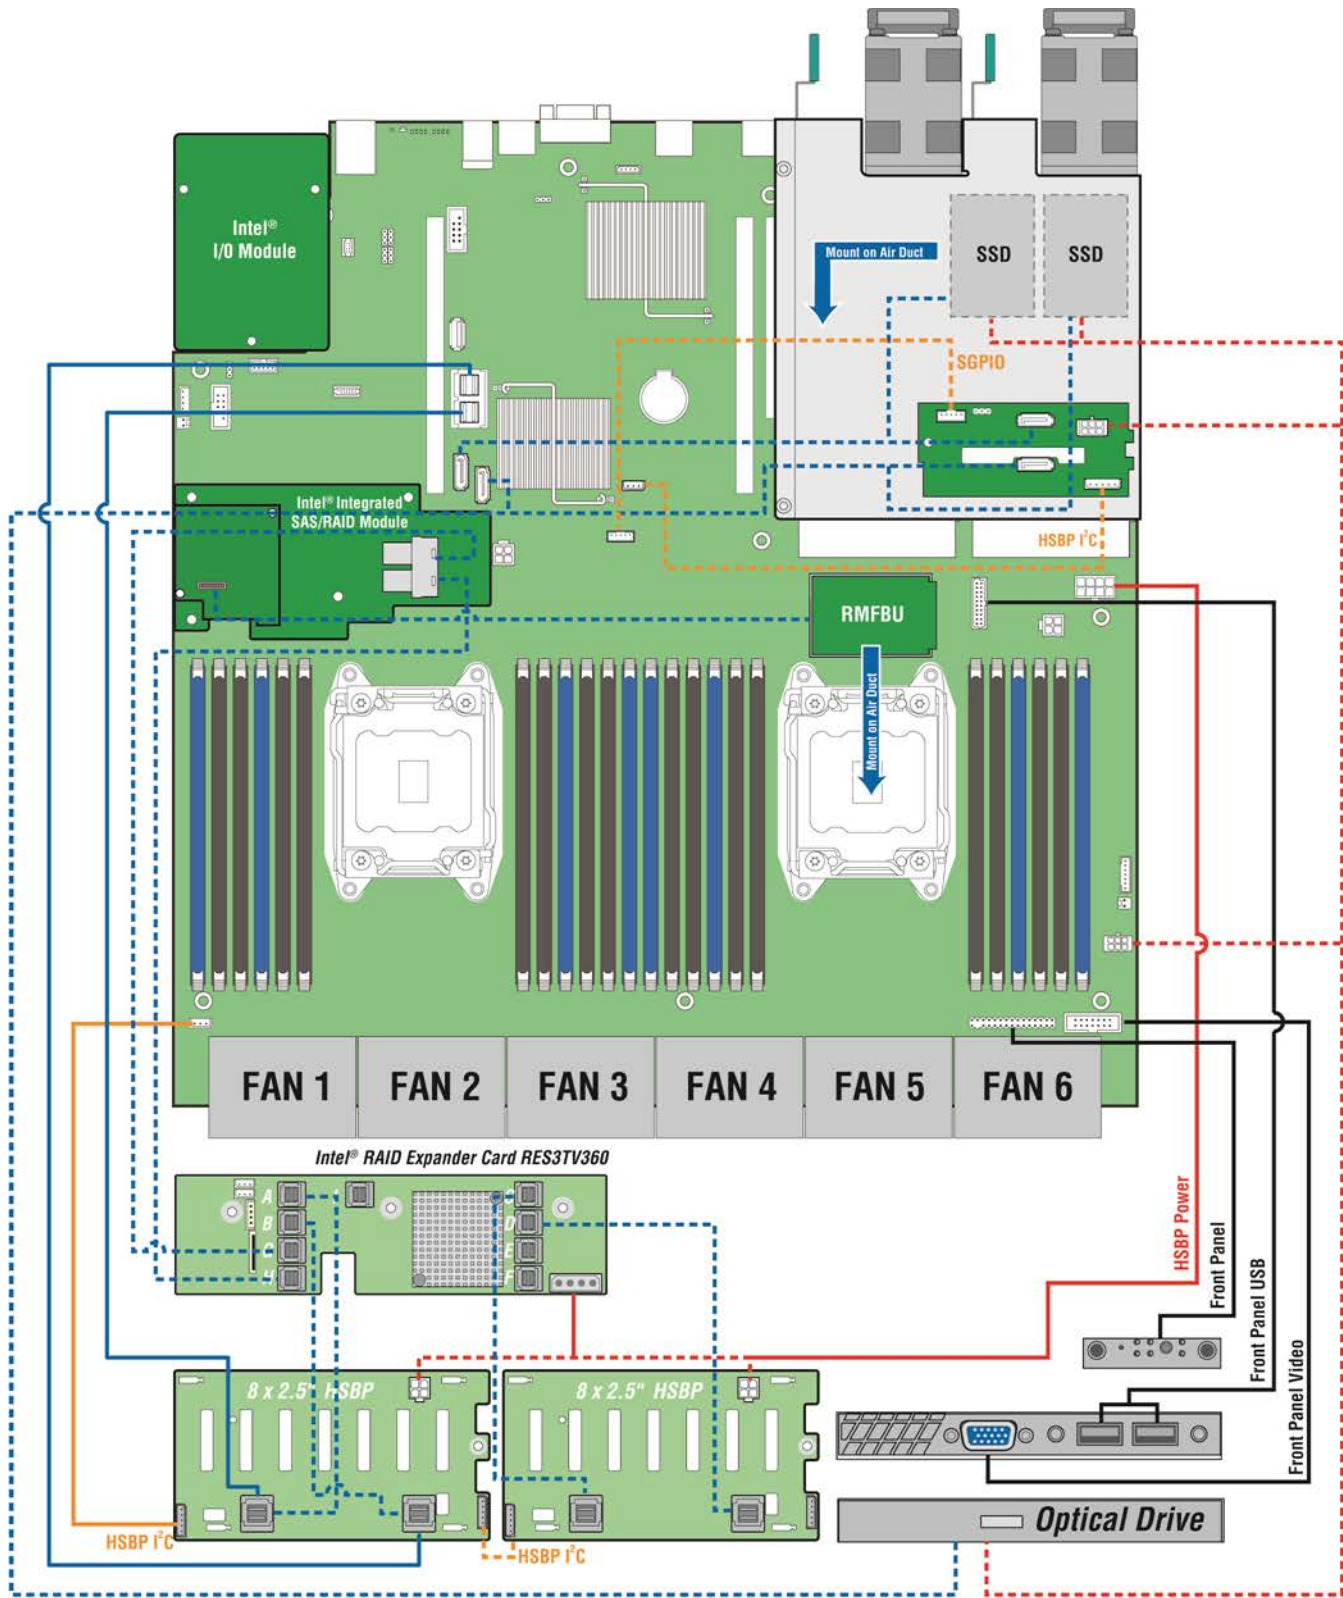 Intel®
I/O Module
Mount on Air Duct
SSD
SSD
SGPIO
Intel® Integrated
SAS/RAID Module
HSBP I²C
RMFBU
Mount on Air Duct
FAN 1
FAN 2
FAN 3
FAN 4
FAN 5
FAN 6
Intel® RAID Expander Card RES3TV360
A
B
C
H
D
E
F
HSBP Power
Front Panel
Front Panel USB
Front Panel Video
8 x 2.5" HSBP
8 x 2.5" HSBP
HSBP I²C
HSBP I²C
Optical Drive